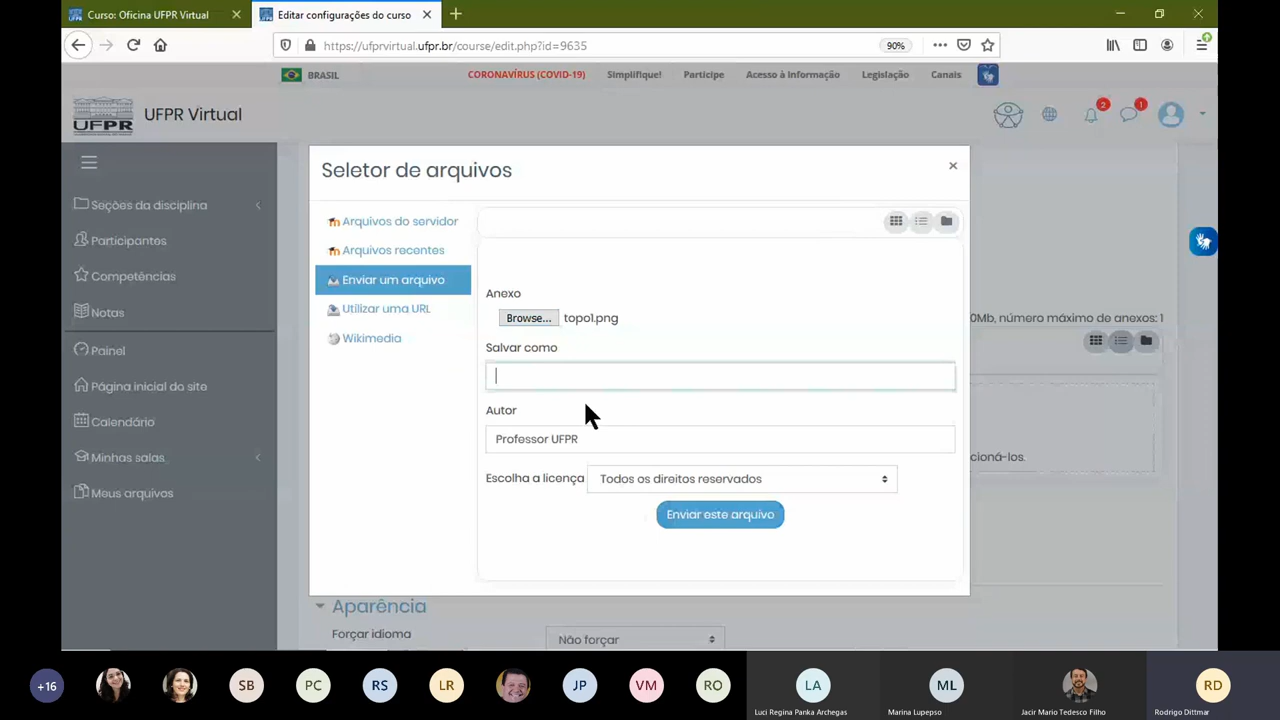 Curso: Oficina UFPR Virtual
Editar configurações do curso
https://ufprvirtual.ufpr.br/course/edit.php?id=9635
90%
BRASIL
CORONAVÍRUS (COVID-19)
Simplifique!
Participe
Acesso à Informação
Legislação
Canais
UFPR
UFPR Virtual
2
1
Seções da disciplina
Participantes
Competências
Notas
Painel
Página inicial do site
Calendário
Minhas salas
Meus arquivos
Seletor de arquivos
Arquivos do servidor
Arquivos recentes
Enviar um arquivo
Utilizar uma URL
Wikimedia
Anexo
Browse... topo1.png
Salvar como
Autor
Professor UFPR
Escolha a licença Todos os direitos reservados
Enviar este arquivo
0Mb, número máximo de anexos: 1
cioná-los.
Aparência
Forçar idioma
Não forçar
+16
SB
PC
RS
LR
JP
VM
RO
LA
Luci Regina Panka Archegas
ML
Marina Lupepso
Jacir Mario Tedesco Filho
RD
Rodrigo Dittmar